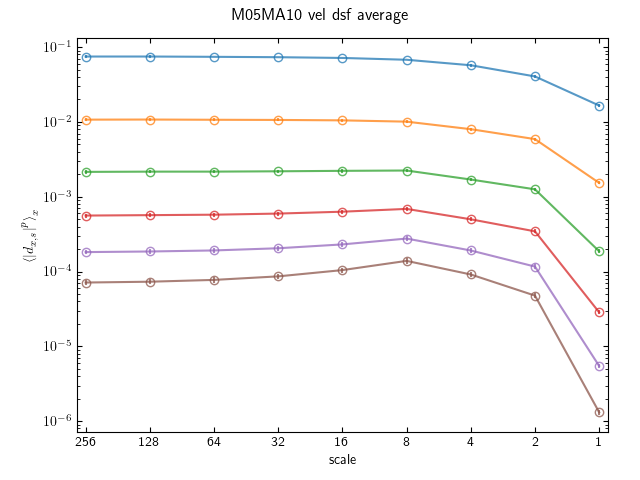 M05MA10 vel dsf average
⟨|d_{x,s}|^p⟩_x
10^{-1}
10^{-2}
10^{-3}
10^{-4}
10^{-5}
10^{-6}
256 128 64 32 16 8 4 2 1
scale